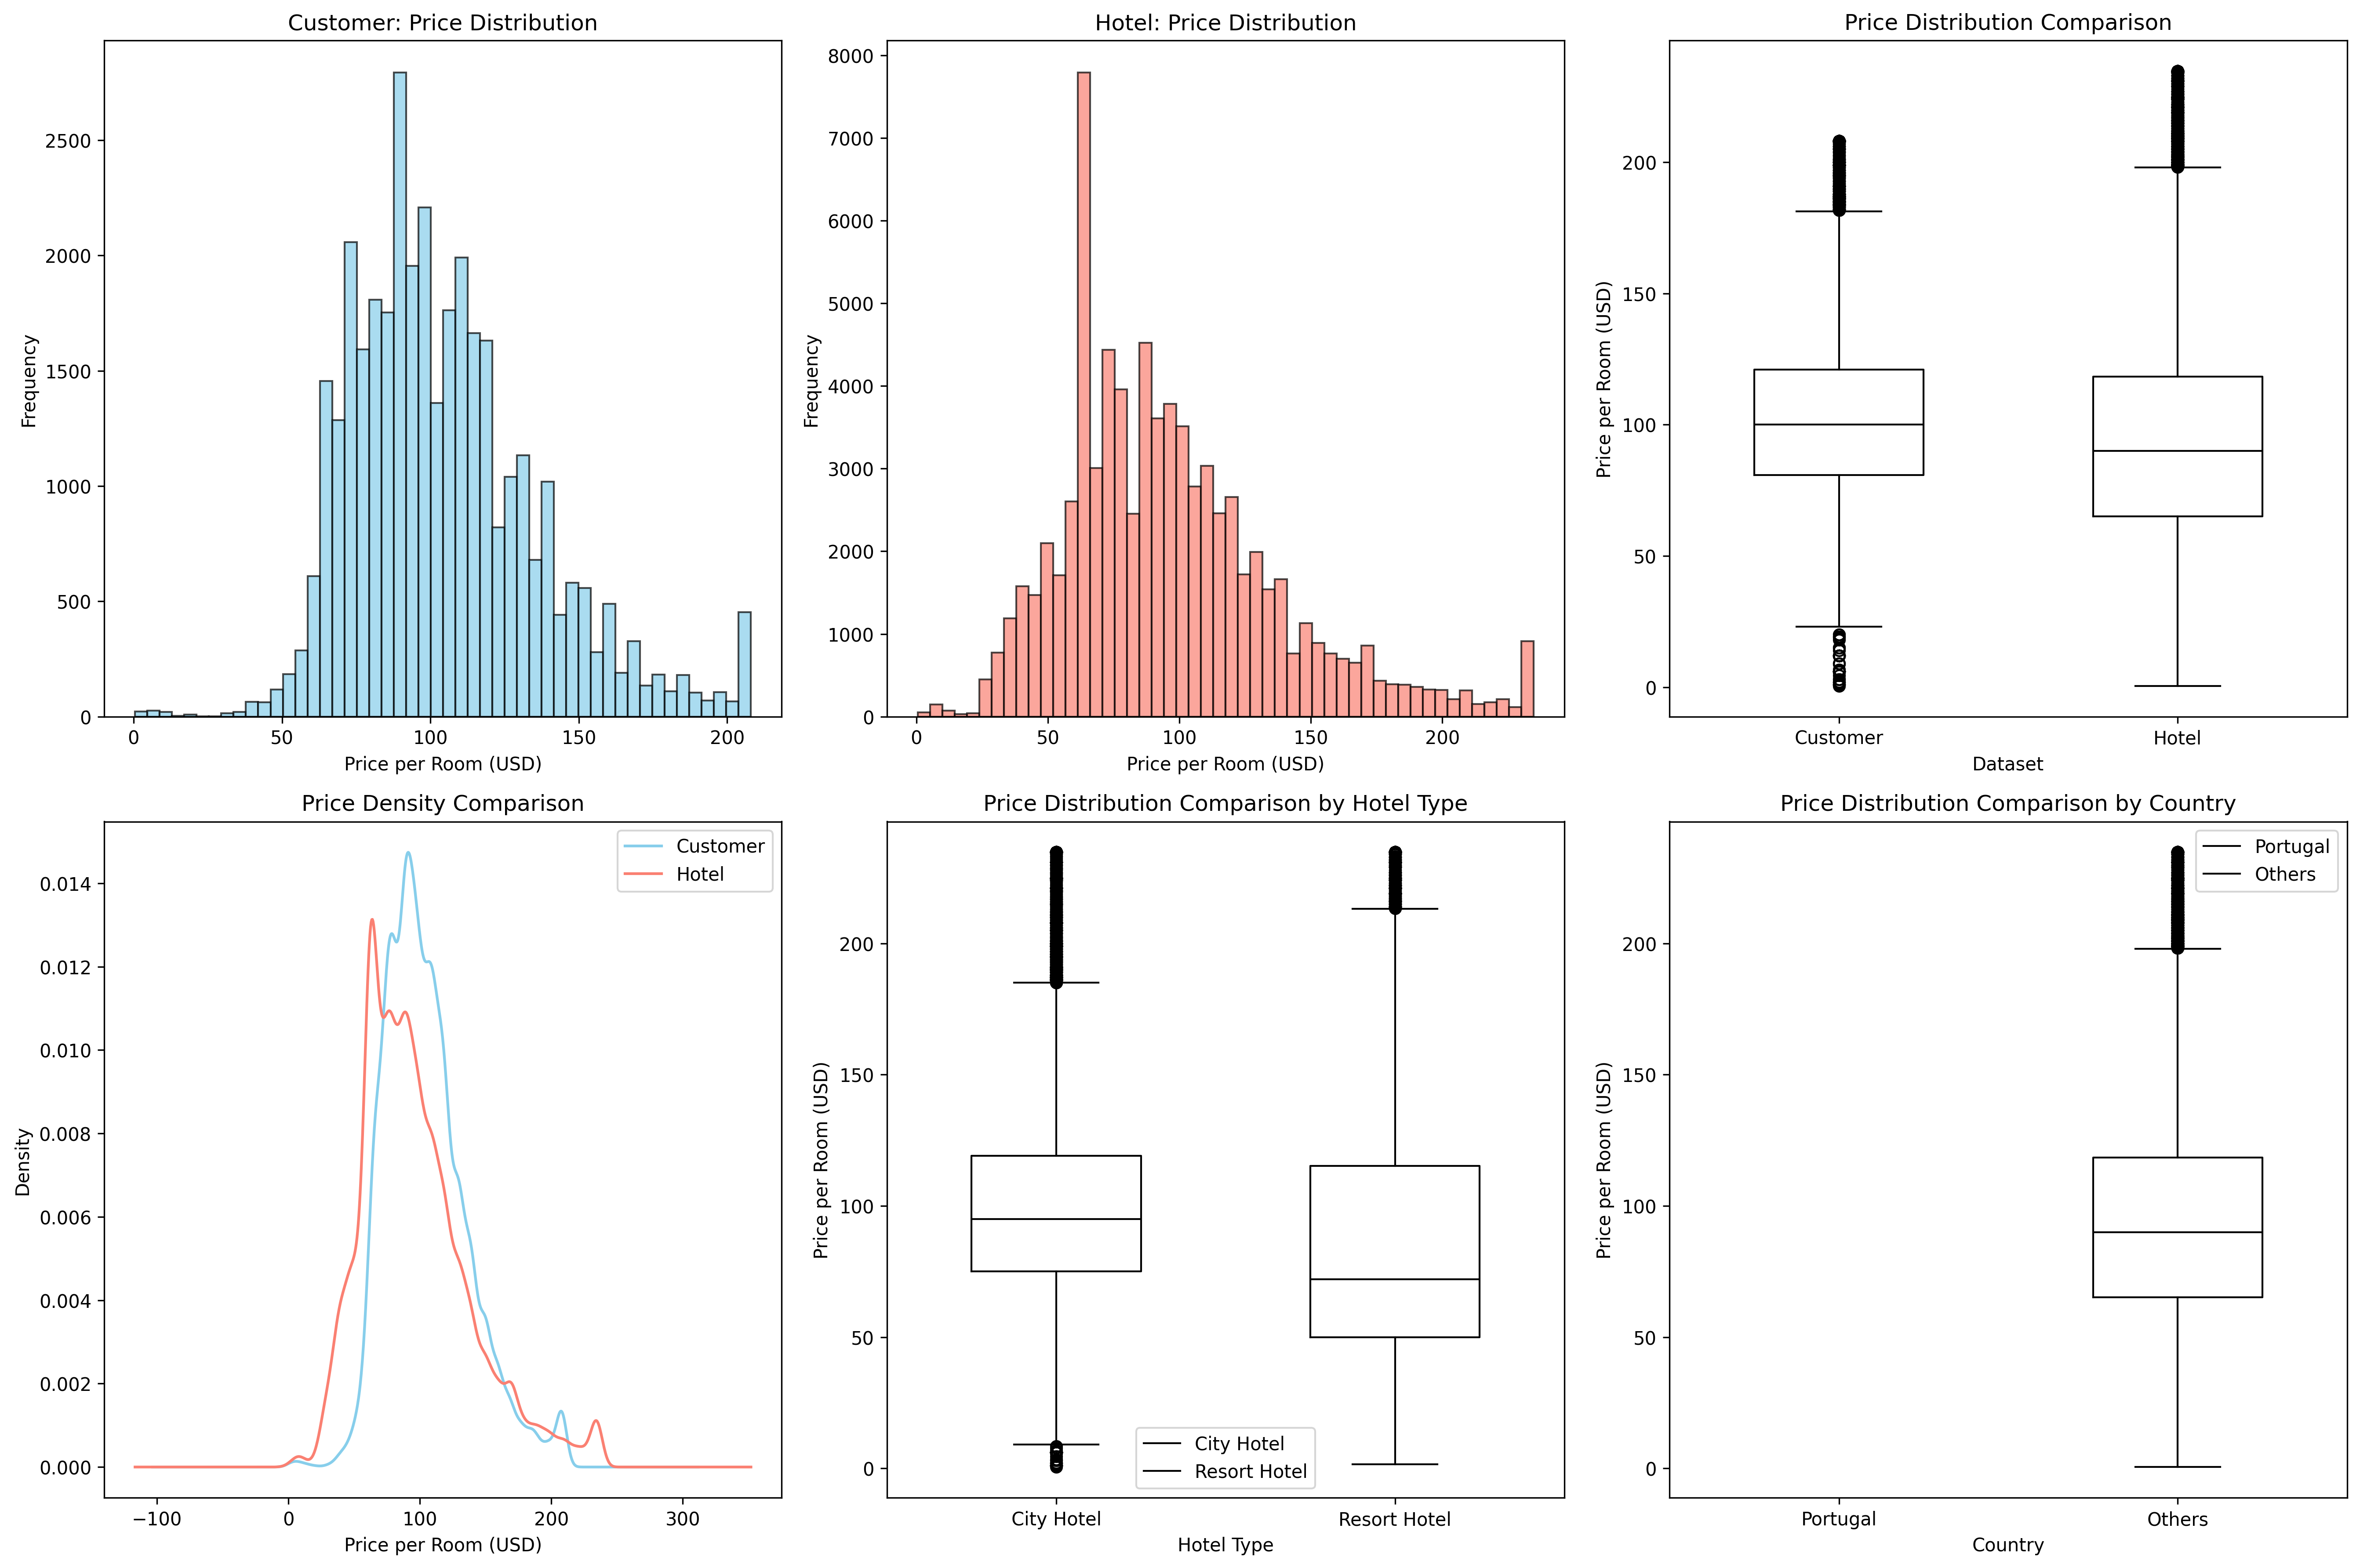 Customer: Price Distribution
2500
2000
1500
1000
500
0
Frequency
0 50 100 150 200
Price per Room (USD)
Hotel: Price Distribution
8000
7000
6000
5000
4000
3000
2000
1000
0
Frequency
0 50 100 150 200
Price per Room (USD)
Price Distribution Comparison
200
150
100
50
0
Price per Room (USD)
Customer Hotel
Dataset
Price Density Comparison
Customer
Hotel
0.014
0.012
0.010
0.008
0.006
0.004
0.002
0.000
Density
−100 0 100 200 300
Price per Room (USD)
Price Distribution Comparison by Hotel Type
200
150
100
50
0
Price per Room (USD)
City Hotel
Resort Hotel
City Hotel Resort Hotel
Hotel Type
Price Distribution Comparison by Country
Portugal
Others
200
150
100
50
0
Price per Room (USD)
Portugal Others
Country